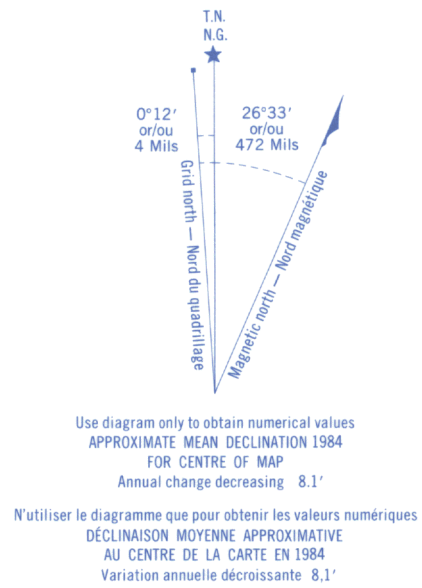 T.N.
N.G.
0°12′
or/ou
4 Mils
26°33′
or/ou
472 Mils
Grid north — Nord du quadrillage
Magnetic north — Nord magnétique
Use diagram only to obtain numerical values
APPROXIMATE MEAN DECLINATION 1984
FOR CENTRE OF MAP
Annual change decreasing 8.1′
N'utiliser le diagramme que pour obtenir les valeurs numériques
DÉCLINAISON MOYENNE APPROXIMATIVE
AU CENTRE DE LA CARTE EN 1984
Variation annuelle décroissante 8,1′